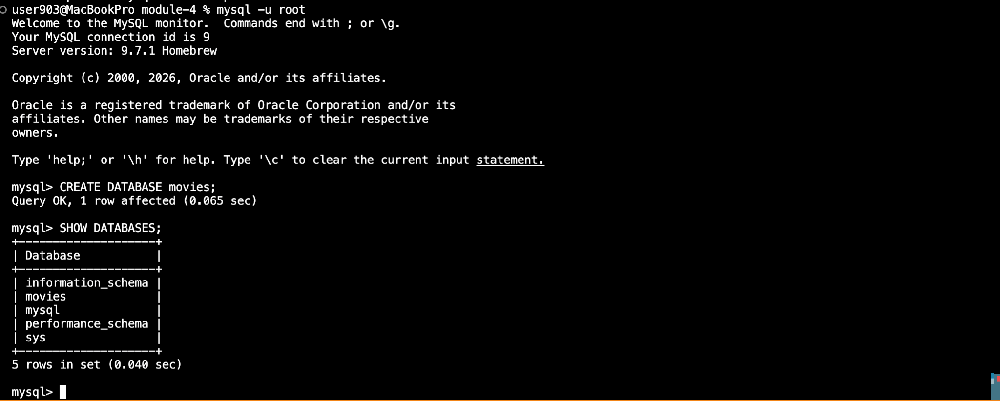 user903@MacBookPro module-4 % mysql -u root
Welcome to the MySQL monitor.  Commands end with ; or \g.
Your MySQL connection id is 9
Server version: 9.7.1 Homebrew
Copyright (c) 2000, 2026, Oracle and/or its affiliates.
Oracle is a registered trademark of Oracle Corporation and/or its
affiliates. Other names may be trademarks of their respective
owners.
Type 'help;' or '\h' for help. Type '\c' to clear the current input statement.
mysql> CREATE DATABASE movies;
Query OK, 1 row affected (0.065 sec)
mysql> SHOW DATABASES;
+--------------------+
| Database           |
+--------------------+
| information_schema |
| movies             |
| mysql              |
| performance_schema |
| sys                |
+--------------------+
5 rows in set (0.040 sec)
mysql>